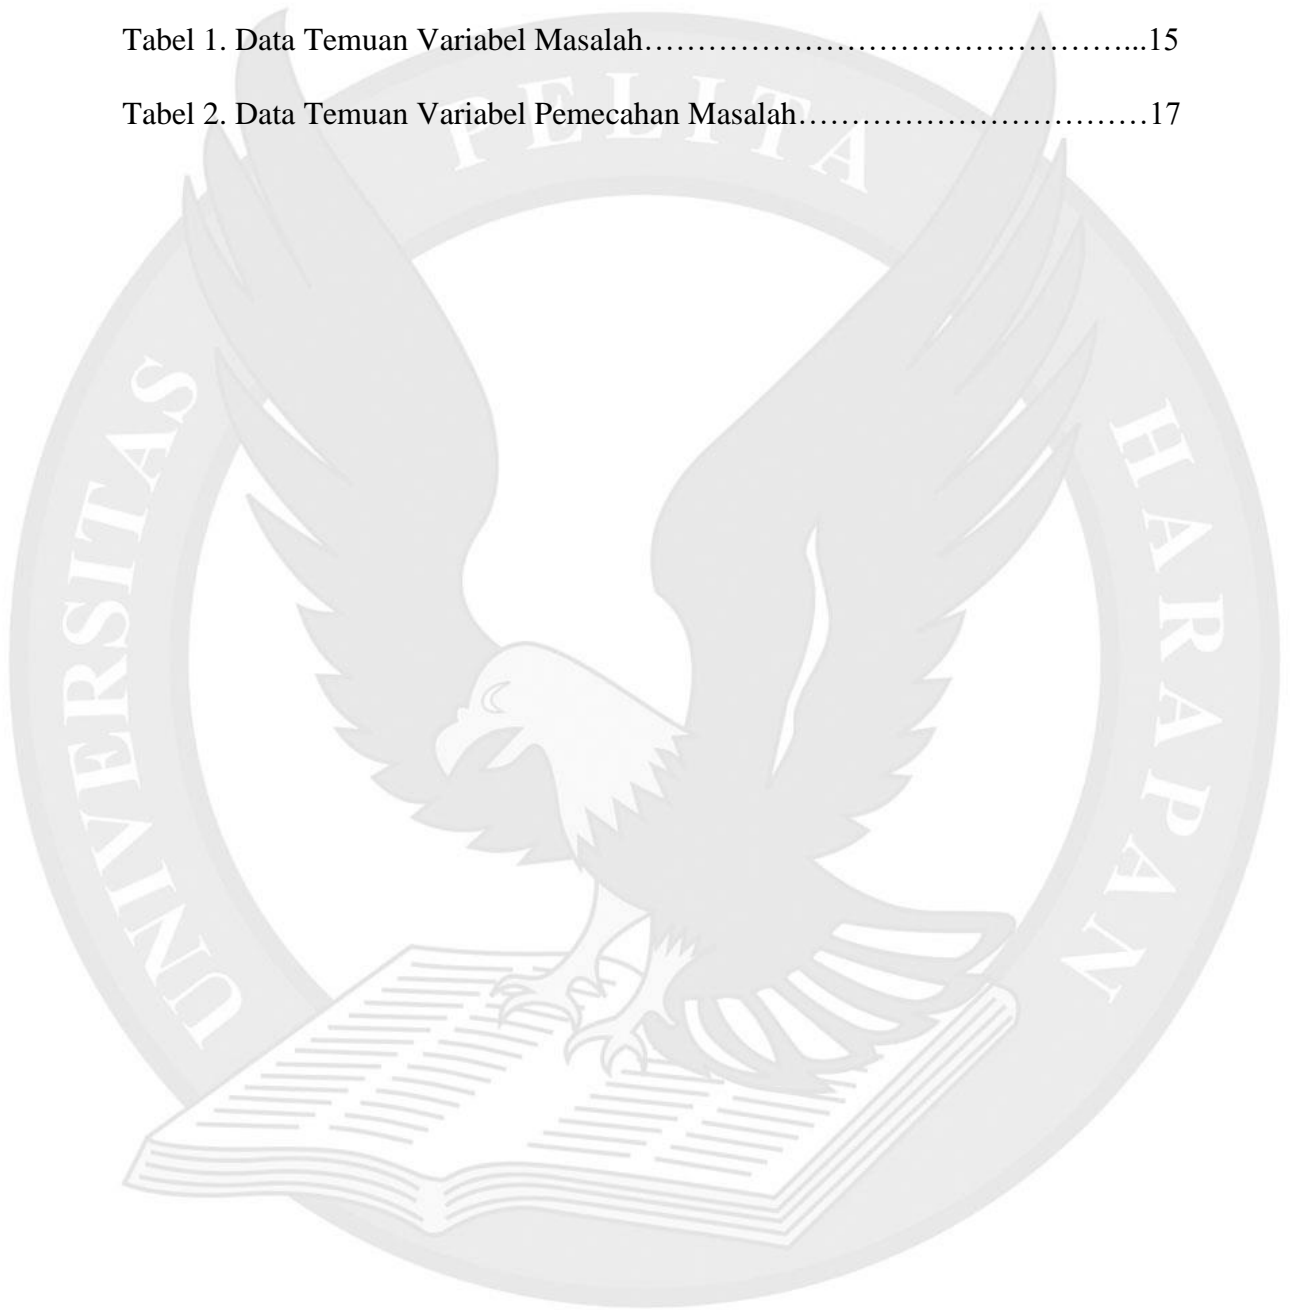 Tabel 1. Data Temuan Variabel Masalah…………………………………………...15
Tabel 2. Data Temuan Variabel Pemecahan Masalah……………………………17
UNIVERSITAS PELITA HARAPAN